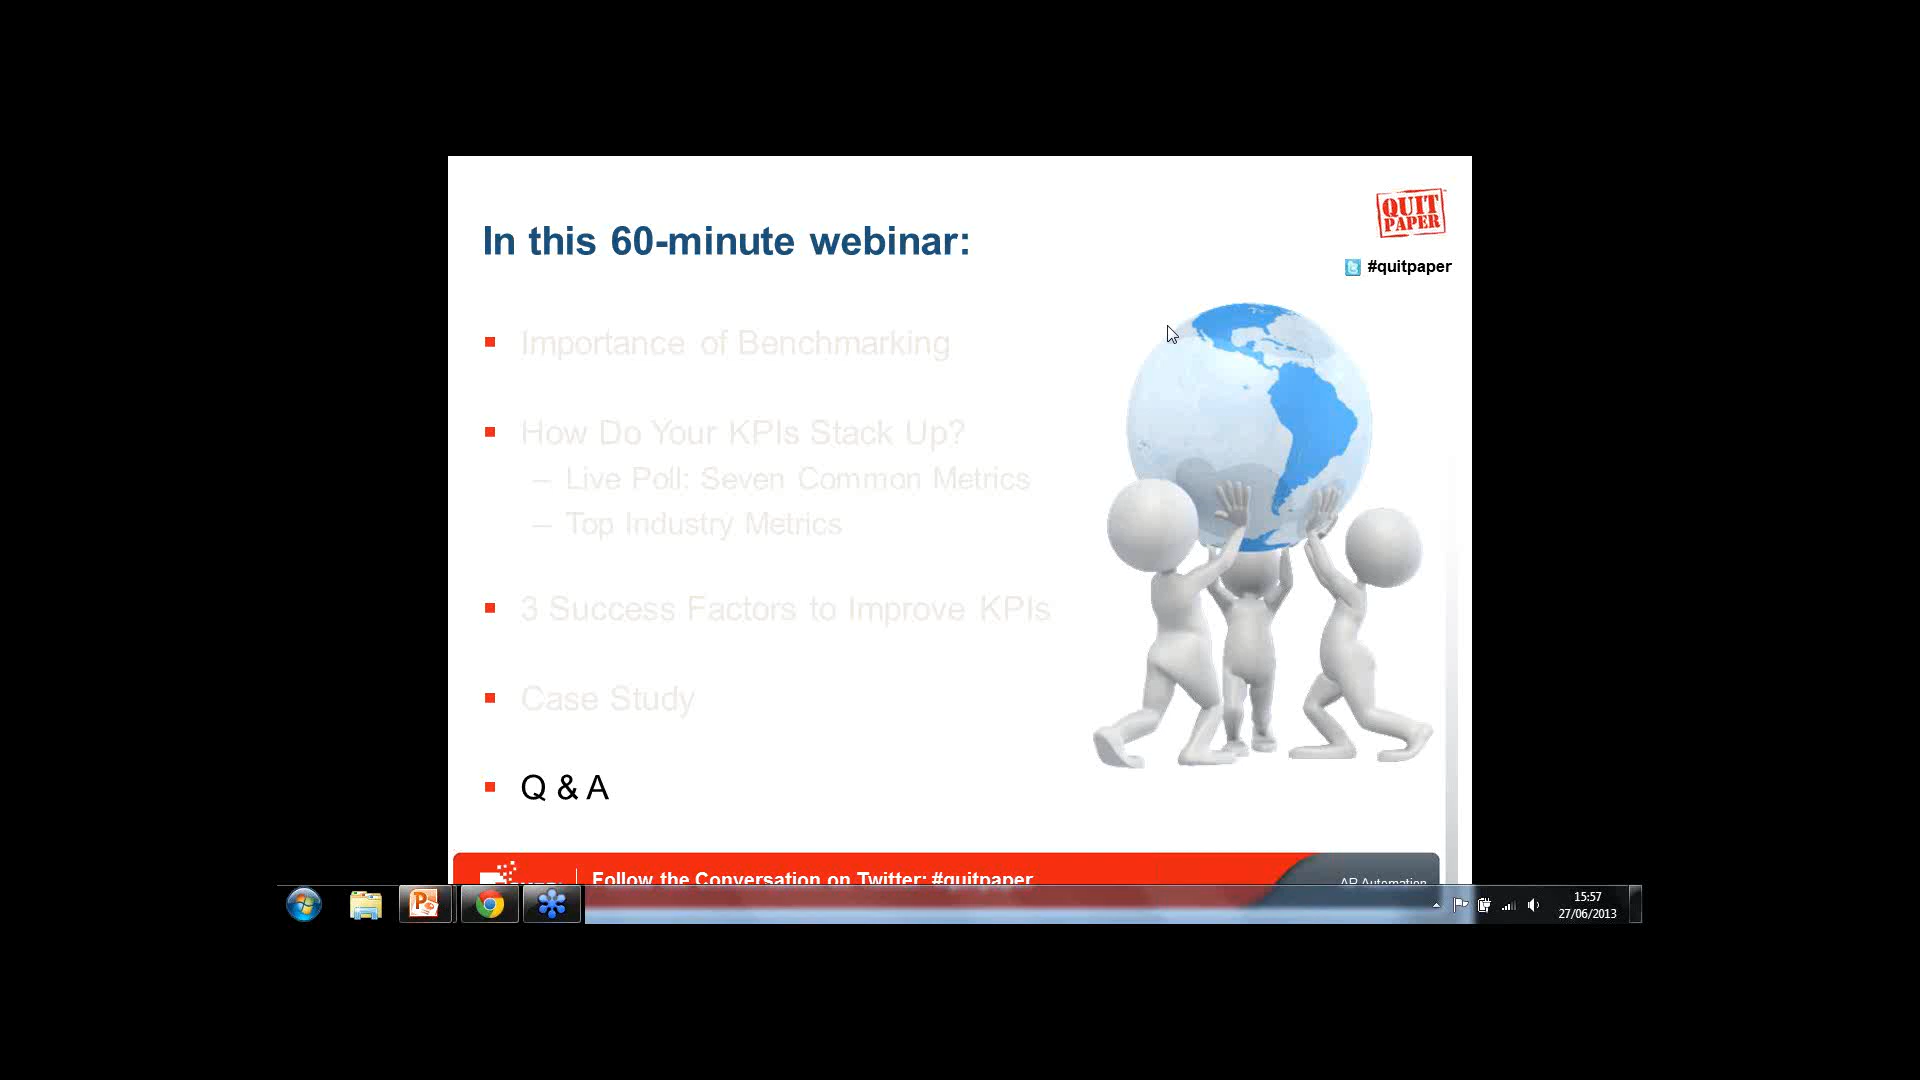 QUIT
PAPER
In this 60-minute webinar:
#quitpaper
Importance of Benchmarking
How Do Your KPIs Stack Up?
– Live Poll: Seven Common Metrics
– Top Industry Metrics
3 Success Factors to Improve KPIs
Case Study
Q & A
Follow the Conversation on Twitter: #quitpaper
AP Automation
15:57
27/06/2013